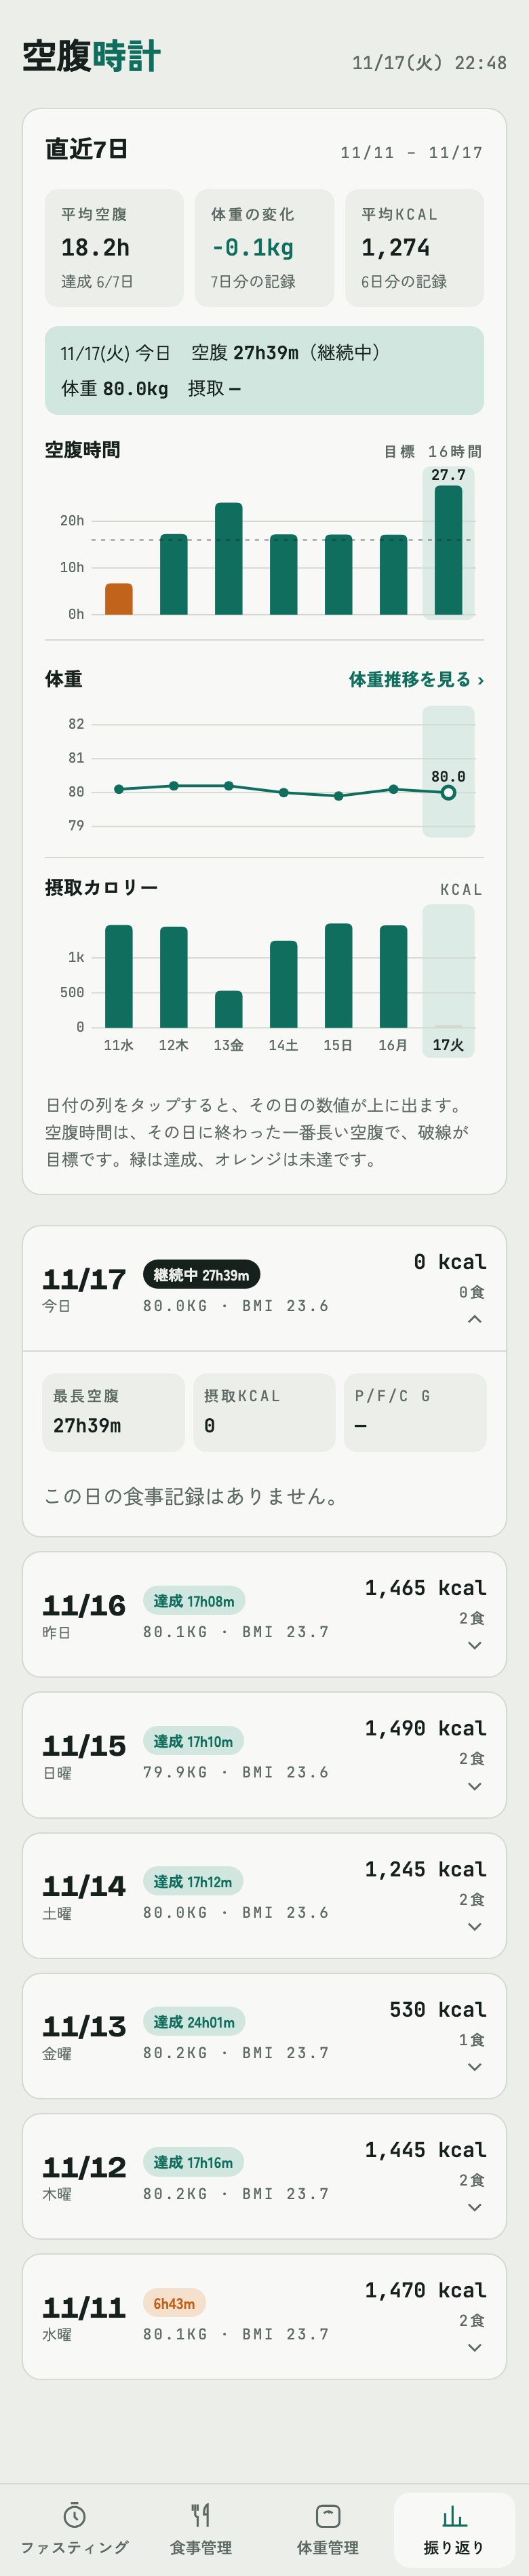 空腹時計
11/17(火) 22:48
直近7日
11/11 – 11/17
平均空腹
18.2h
達成 6/7日
体重の変化
-0.1kg
7日分の記録
平均KCAL
1,274
6日分の記録
11/17(火) 今日 空腹 27h39m（継続中）
体重 80.0kg 摂取 —
空腹時間
目標 16時間
27.7
20h
10h
0h
体重
体重推移を見る ›
82
81
80
79
80.0
摂取カロリー
KCAL
1k
500
0
11水 12木 13金 14土 15日 16月 17火
日付の列をタップすると、その日の数値が上に出ます。
空腹時間は、その日に終わった一番長い空腹で、破線が
目標です。緑は達成、オレンジは未達です。
11/17
今日
継続中 27h39m
80.0KG · BMI 23.6
0 kcal
0食
最長空腹
27h39m
摂取KCAL
0
P/F/C G
—
この日の食事記録はありません。
11/16
昨日
達成 17h08m
80.1KG · BMI 23.7
1,465 kcal
2食
11/15
日曜
達成 17h10m
79.9KG · BMI 23.6
1,490 kcal
2食
11/14
土曜
達成 17h12m
80.0KG · BMI 23.6
1,245 kcal
2食
11/13
金曜
達成 24h01m
80.2KG · BMI 23.7
530 kcal
1食
11/12
木曜
達成 17h16m
80.2KG · BMI 23.7
1,445 kcal
2食
11/11
水曜
6h43m
80.1KG · BMI 23.7
1,470 kcal
2食
ファスティング
食事管理
体重管理
振り返り